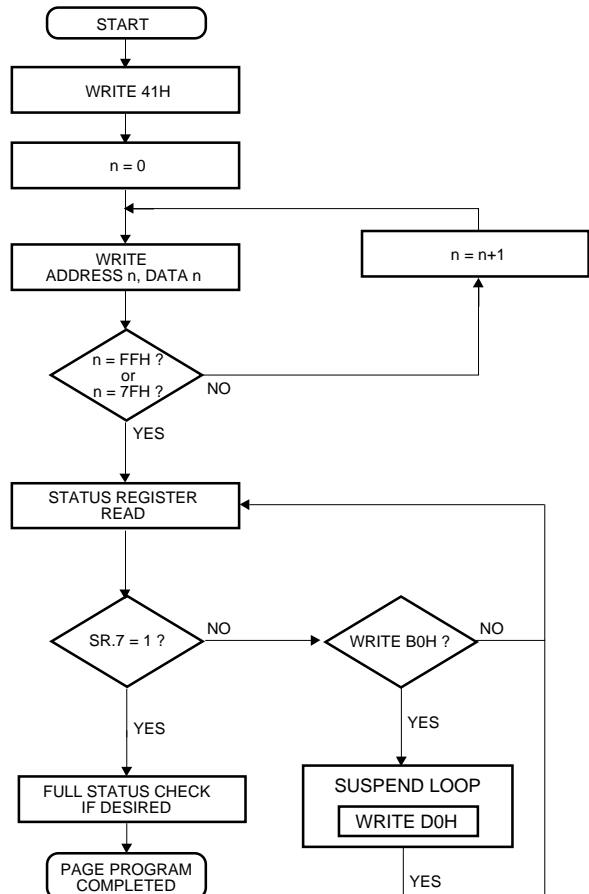 START
WRITE 41H
n = 0
WRITE
ADDRESS n, DATA n
n = n+1
n = FFH ?
or
n = 7FH ?
NO
YES
STATUS REGISTER
READ
SR.7 = 1 ?
NO
WRITE B0H ?
NO
YES
YES
FULL STATUS CHECK
IF DESIRED
SUSPEND LOOP
WRITE D0H
YES
PAGE PROGRAM
COMPLETED